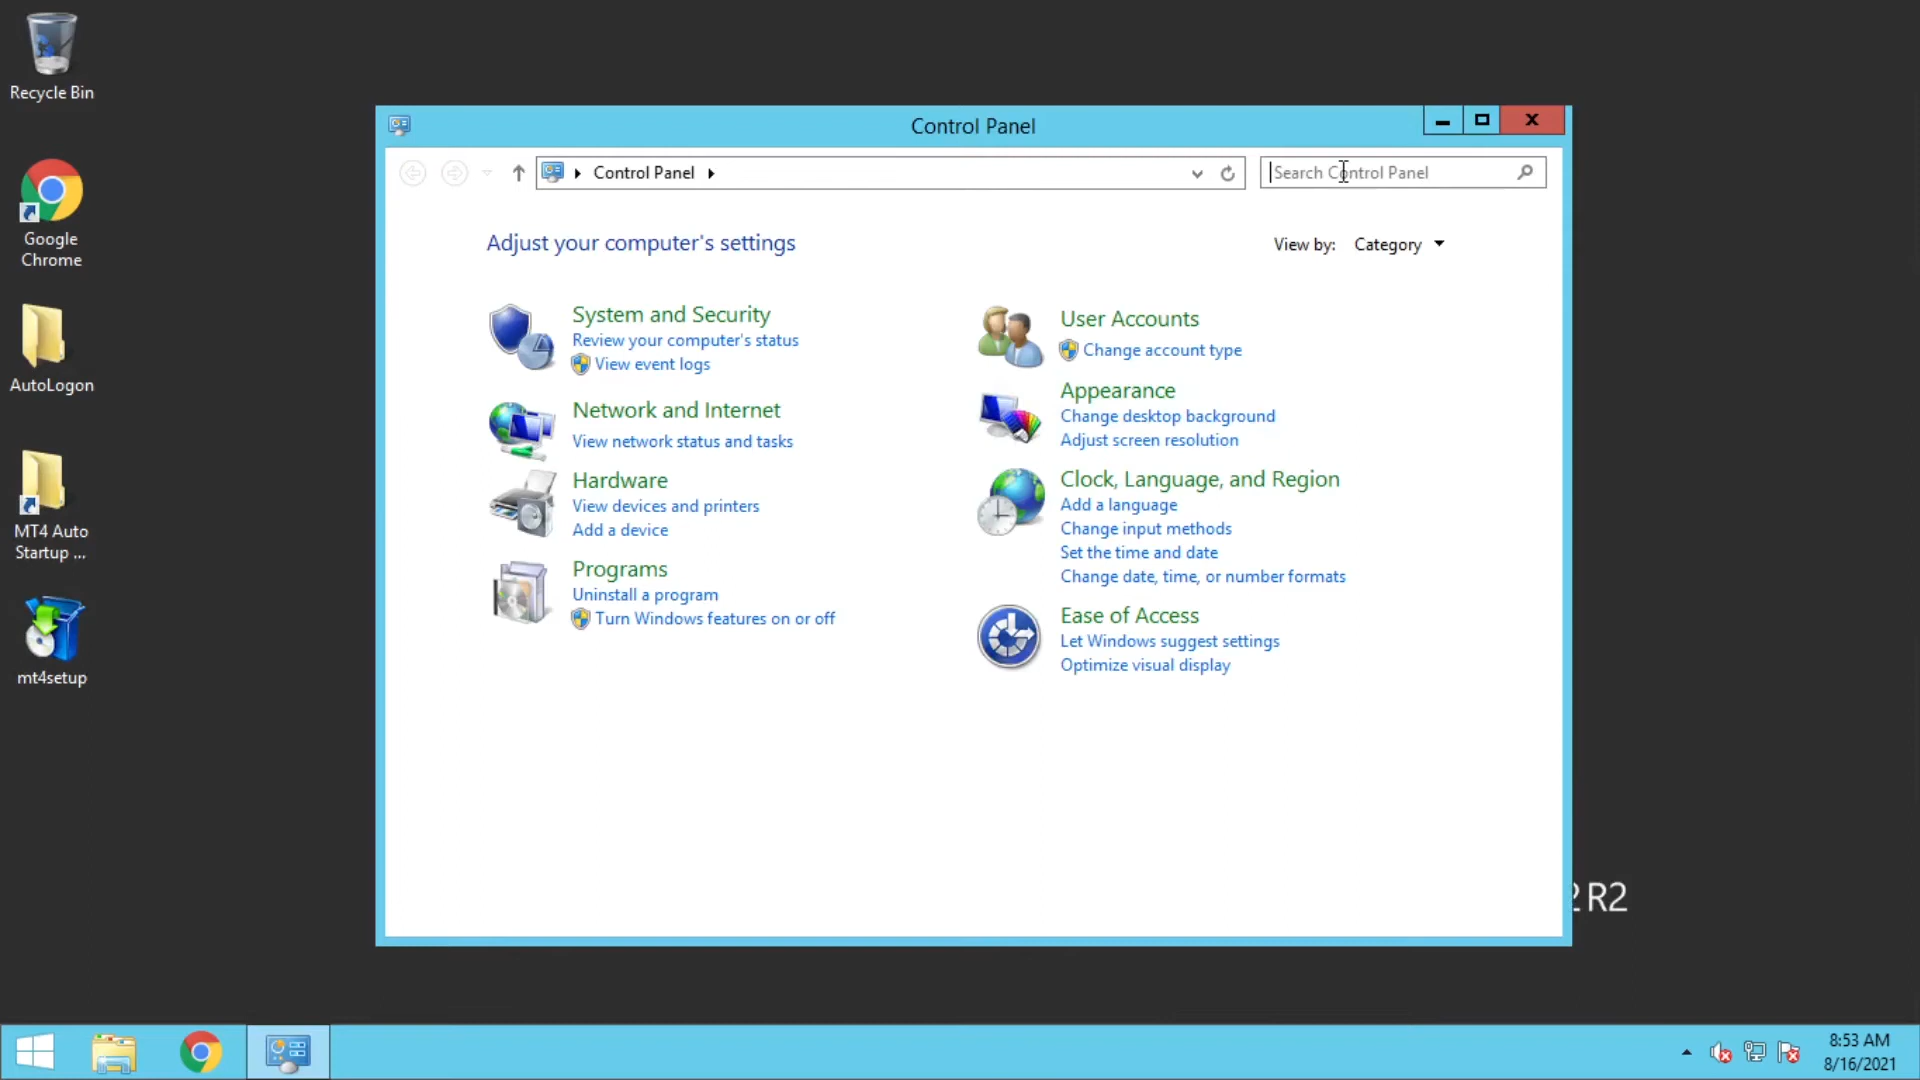 Recycle Bin
Google
Chrome
AutoLogon
MT4 Auto
Startup ...
mt4setup
Control Panel
Control Panel
Search Control Panel
Adjust your computer's settings
View by: Category
System and Security
Review your computer's status
View event logs
Network and Internet
View network status and tasks
Hardware
View devices and printers
Add a device
Programs
Uninstall a program
Turn Windows features on or off
User Accounts
Change account type
Appearance
Change desktop background
Adjust screen resolution
Clock, Language, and Region
Add a language
Change input methods
Set the time and date
Change date, time, or number formats
Ease of Access
Let Windows suggest settings
Optimize visual display
R2
8:53 AM
8/16/2021